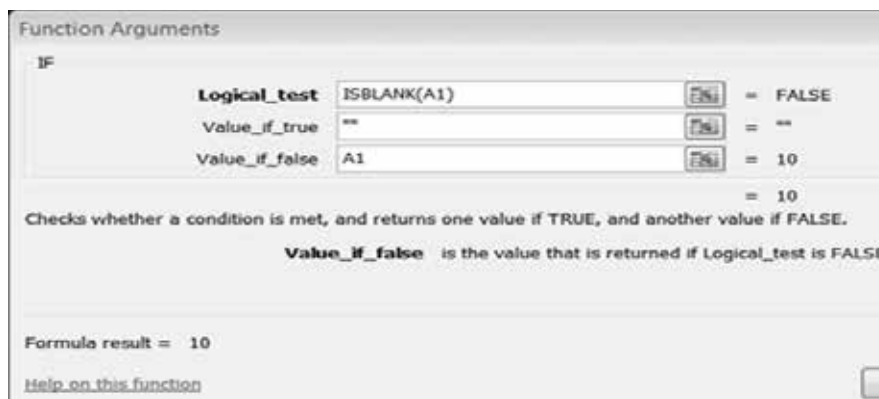 Function Arguments
IF
Logical_test ISBLANK(A1) = FALSE
Value_if_true "" = ""
Value_if_false A1 = 10
= 10
Checks whether a condition is met, and returns one value if TRUE, and another value if FALSE.
Value_if_false is the value that is returned if Logical_test is FALSE
Formula result = 10
Help on this function